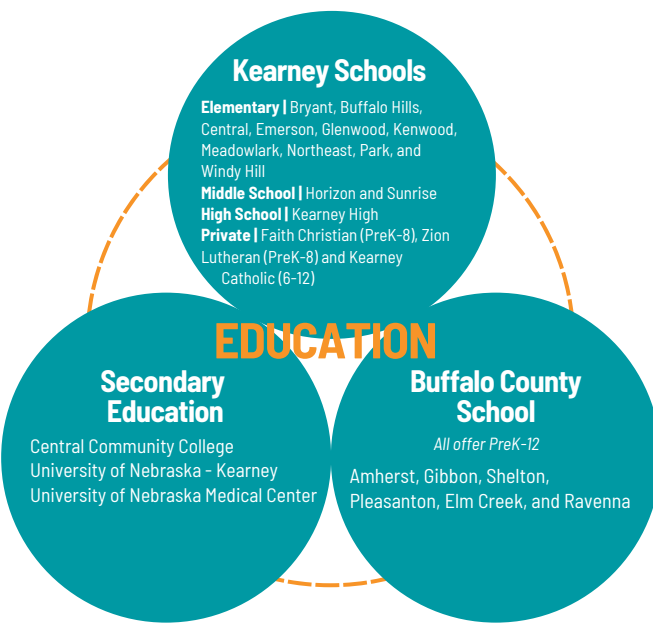 Kearney Schools
Elementary | Bryant, Buffalo Hills,
Central, Emerson, Glenwood, Kenwood,
Meadowlark, Northeast, Park, and
Windy Hill
Middle School | Horizon and Sunrise
High School | Kearney High
Private | Faith Christian (PreK-8), Zion
Lutheran (PreK-8) and Kearney
Catholic (6-12)
EDUCATION
Secondary
Education
Central Community College
University of Nebraska - Kearney
University of Nebraska Medical Center
Buffalo County
School
All offer PreK-12
Amherst, Gibbon, Shelton,
Pleasanton, Elm Creek, and Ravenna